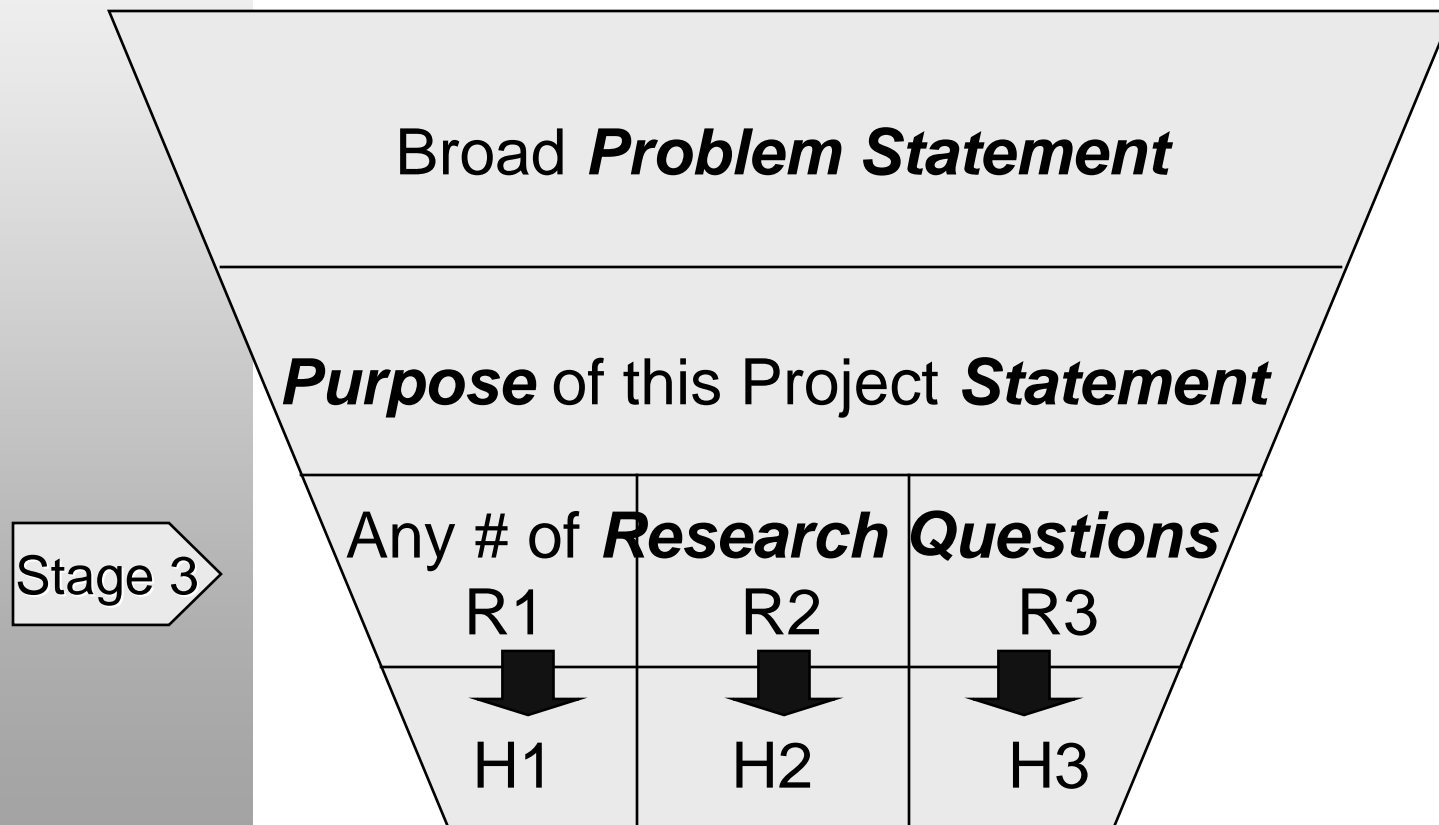 Broad Problem Statement
Purpose of this Project Statement
Any # of Research Questions
Stage 3
R1 R2 R3
H1 H2 H3